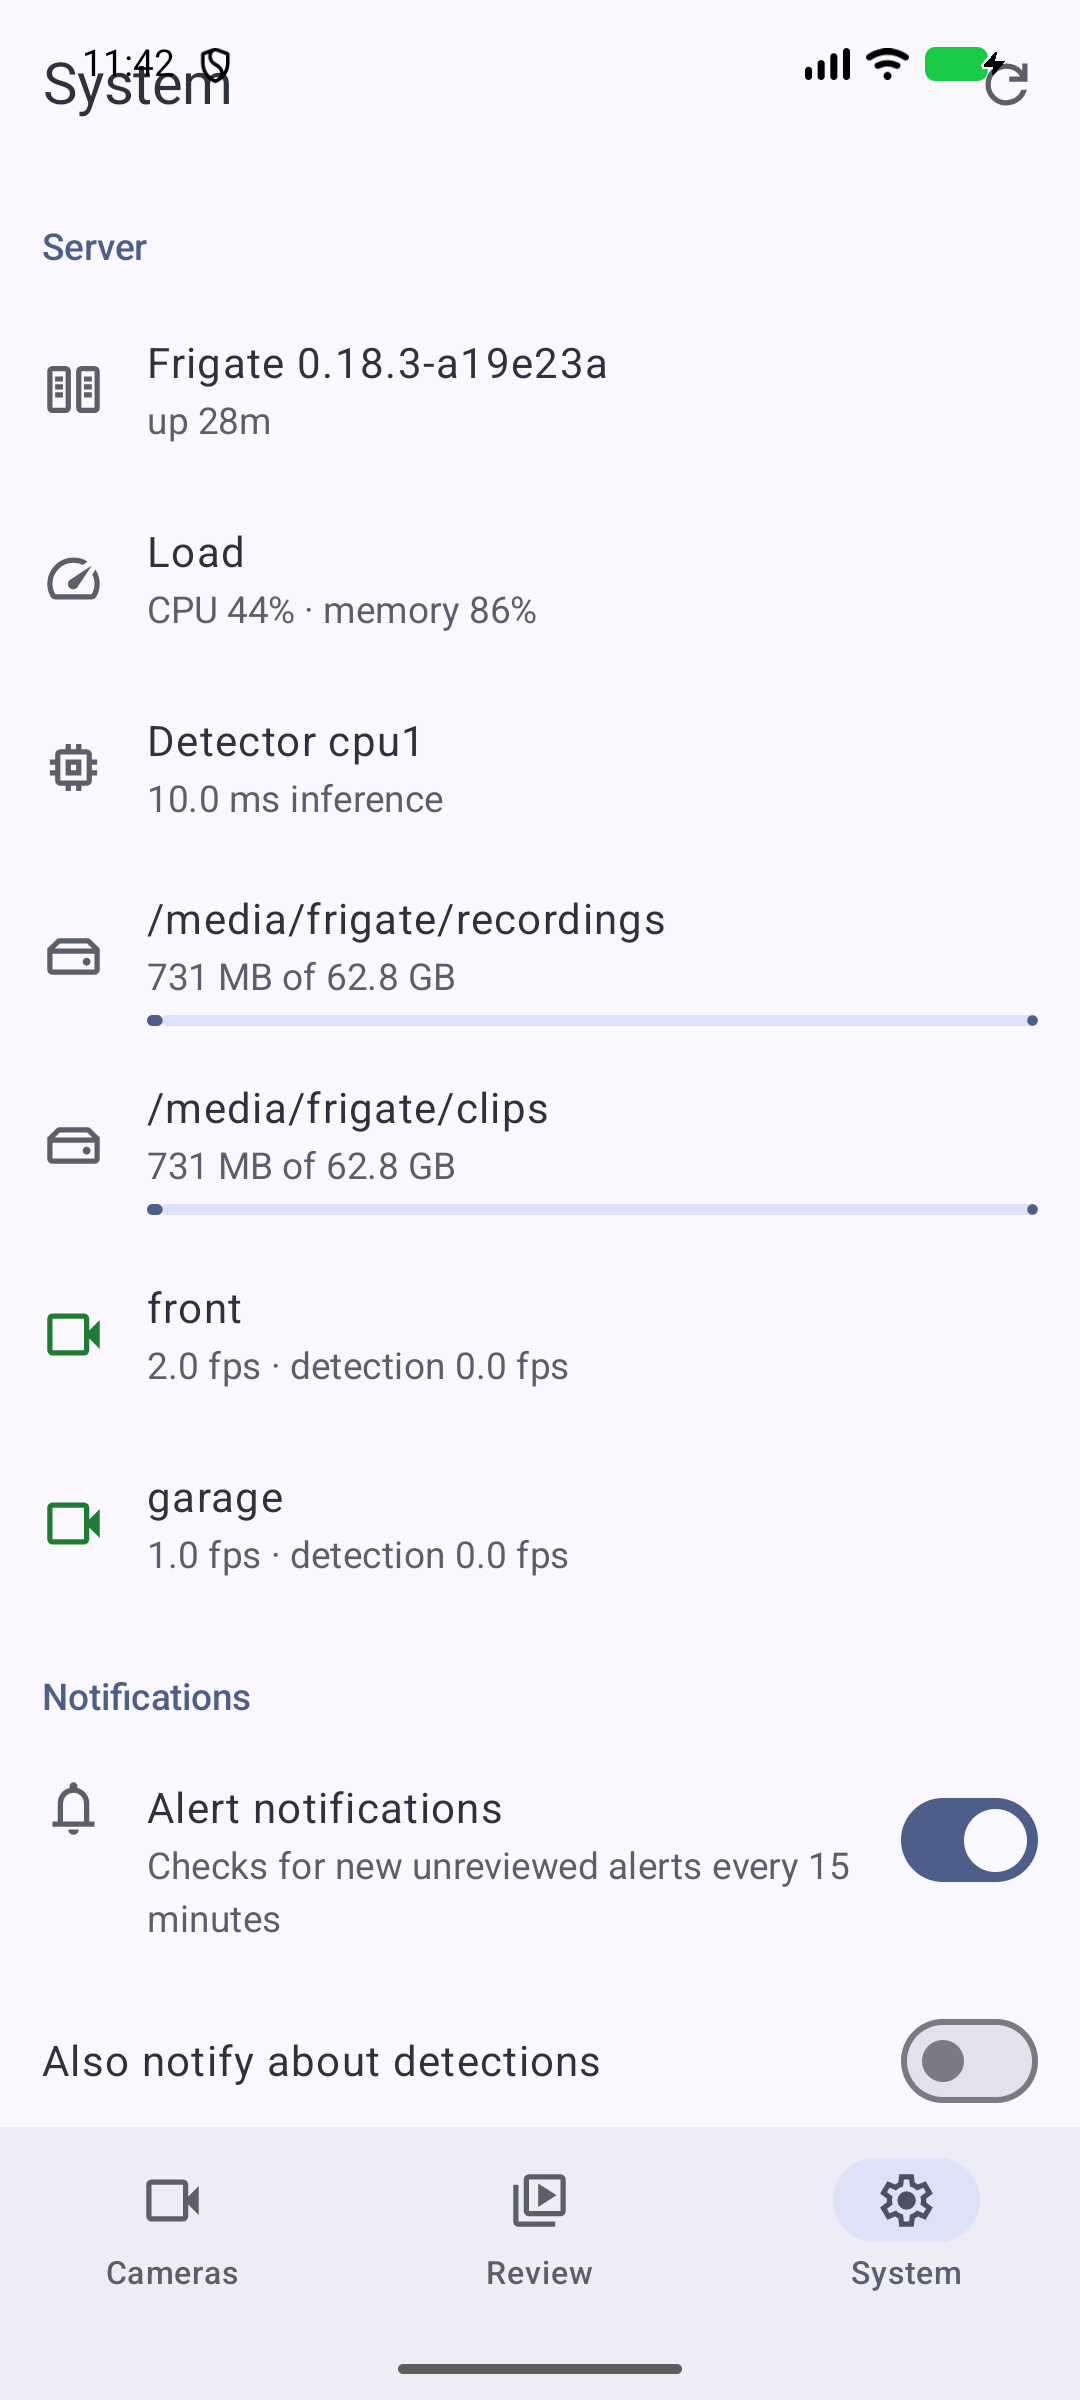 11:42
System
Server
Frigate 0.18.3-a19e23a
up 28m
Load
CPU 44% · memory 86%
Detector cpu1
10.0 ms inference
/media/frigate/recordings
731 MB of 62.8 GB
/media/frigate/clips
731 MB of 62.8 GB
front
2.0 fps · detection 0.0 fps
garage
1.0 fps · detection 0.0 fps
Notifications
Alert notifications
Checks for new unreviewed alerts every 15
minutes
Also notify about detections
Cameras
Review
System